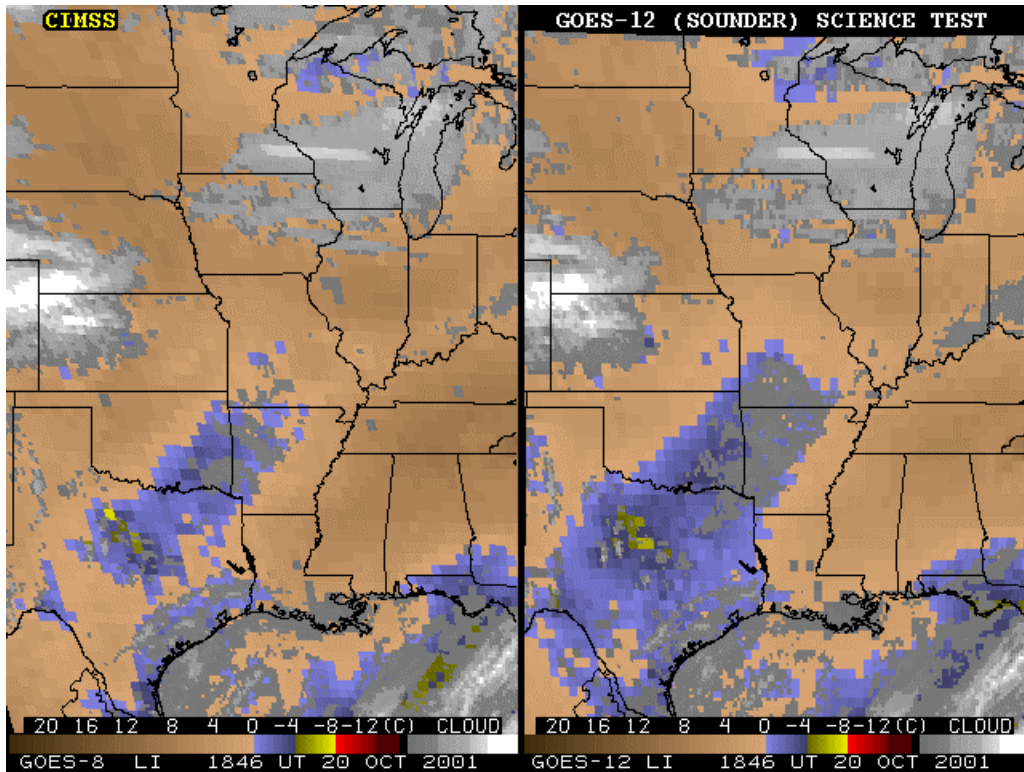 CIMSS
GOES-12 (SOUNDER) SCIENCE TEST
20 16 12 8 4 0 -4 -8-12(C) CLOUD
20 16 12 8 4 0 -4 -8-12(C) CLOUD
GOES-8 LI 1846 UT 20 OCT 2001
GOES-12 LI 1846 UT 20 OCT 2001